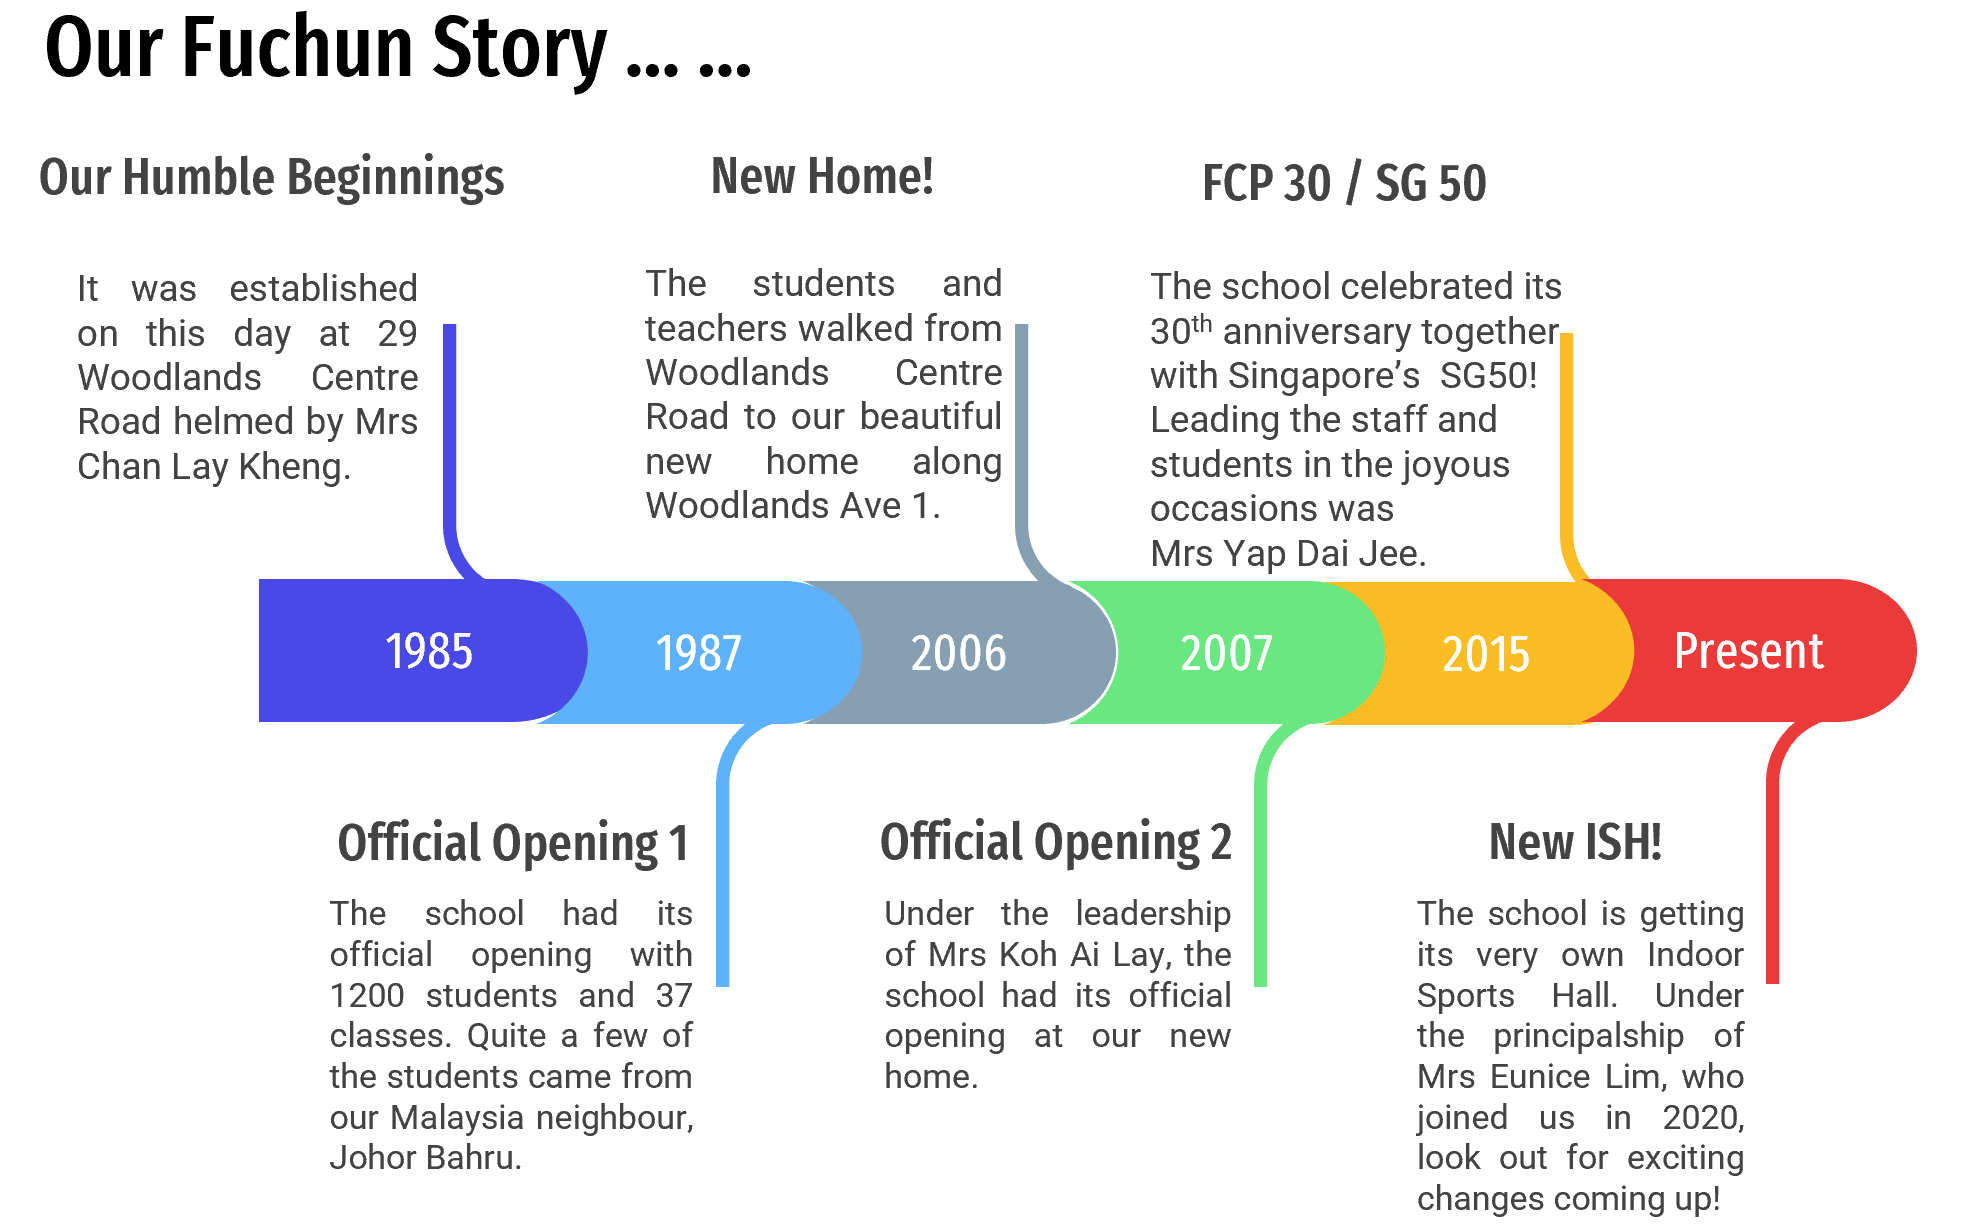 Our Fuchun Story ... ...
Our Humble Beginnings
It was established
on this day at 29
Woodlands Centre
Road helmed by Mrs
Chan Lay Kheng.
New Home!
The students and
teachers walked from
Woodlands Centre
Road to our beautiful
new home along
Woodlands Ave 1.
FCP 30 / SG 50
The school celebrated its
30th anniversary together
with Singapore’s SG50!
Leading the staff and
students in the joyous
occasions was
Mrs Yap Dai Jee.
1985
1987
2006
2007
2015
Present
Official Opening 1
The school had its
official opening with
1200 students and 37
classes. Quite a few of
the students came from
our Malaysia neighbour,
Johor Bahru.
Official Opening 2
Under the leadership
of Mrs Koh Ai Lay, the
school had its official
opening at our new
home.
New ISH!
The school is getting
its very own Indoor
Sports Hall. Under
the principalship of
Mrs Eunice Lim, who
joined us in 2020,
look out for exciting
changes coming up!